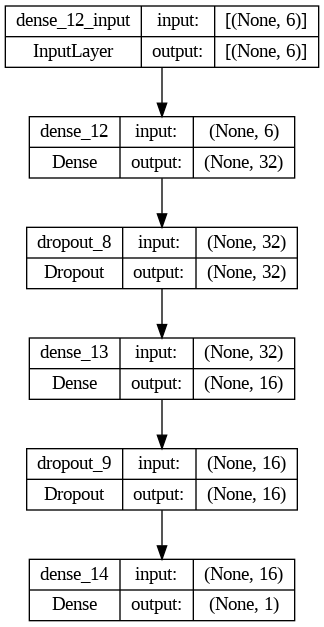 dense_12_input input: [(None, 6)]
InputLayer output: [(None, 6)]
dense_12 input: (None, 6)
Dense output: (None, 32)
dropout_8 input: (None, 32)
Dropout output: (None, 32)
dense_13 input: (None, 32)
Dense output: (None, 16)
dropout_9 input: (None, 16)
Dropout output: (None, 16)
dense_14 input: (None, 16)
Dense output: (None, 1)